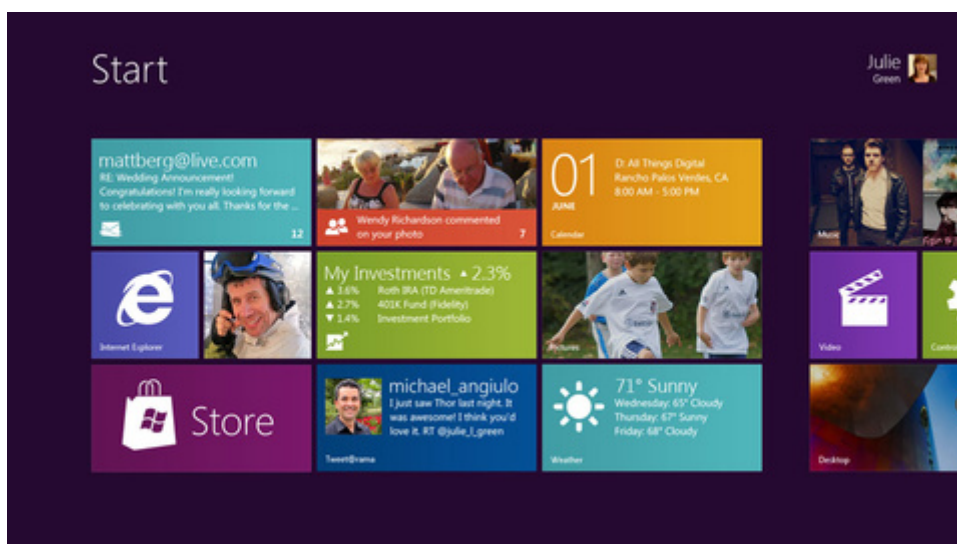 Start
Julie
Green
mattberg@live.com
RE: Wedding Announcement!
Congratulations! I'm really looking forward
to celebrating with you all. Thanks for the ...
12
Wendy Richardson commented
on your photo
7
01
JUNE
D: All Things Digital
Rancho Palos Verdes, CA
8:00 AM - 5:00 PM
Calendar
Music
Internet Explorer
My Investments ▲ 2.3%
▲ 3.6% Roth IRA (TD Ameritrade)
▲ 2.7% 401K Fund (Fidelity)
▼ 1.4% Investment Portfolio
Pictures
Video
Contro
Store
michael_angiulo
I just saw Thor last night. It
was awesome! I think you'd
love it. RT @julie_l_green
Tweet@rama
71° Sunny
Wednesday: 65° Cloudy
Thursday: 67° Sunny
Friday: 68° Cloudy
Weather
Desktop